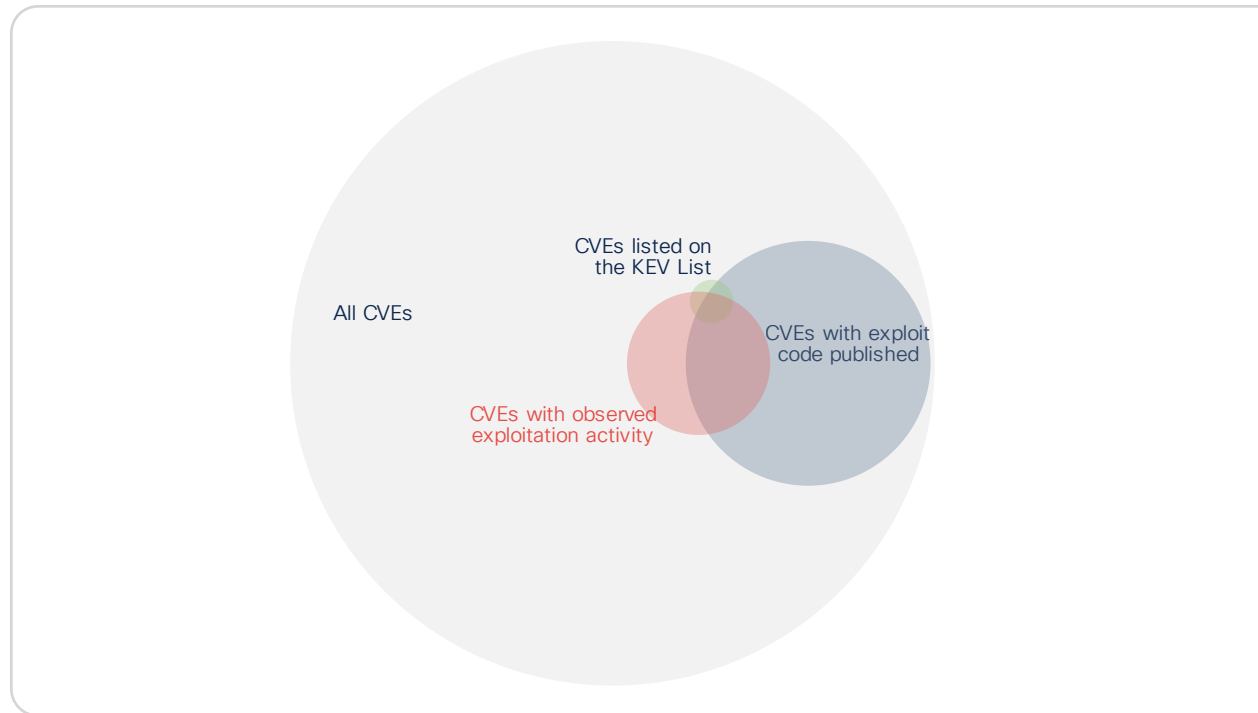 CVEs listed on
the KEV List
All CVEs
CVEs with exploit
code published
CVEs with observed
exploitation activity